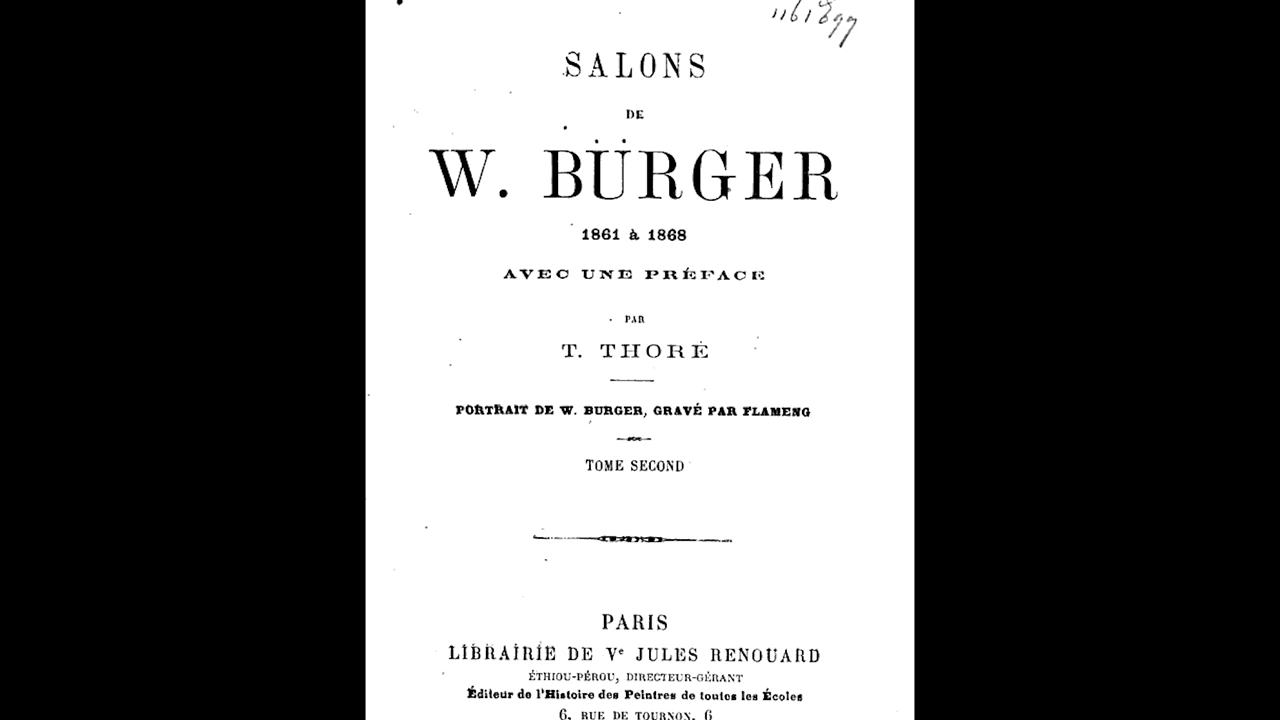 1161897
SALONS
DE
W. BÜRGER
1861 à 1868
AVEC UNE PRÉFACE
PAR
T. THORÉ
PORTRAIT DE W. BURGER, GRAVÉ PAR FLAMENG
TOME SECOND
PARIS
LIBRAIRIE DE Ve JULES RENOUARD
ÉTHIOU-PÉROU, DIRECTEUR-GÉRANT
Éditeur de l'Histoire des Peintres de toutes les Écoles
6, RUE DE TOURNON, 6